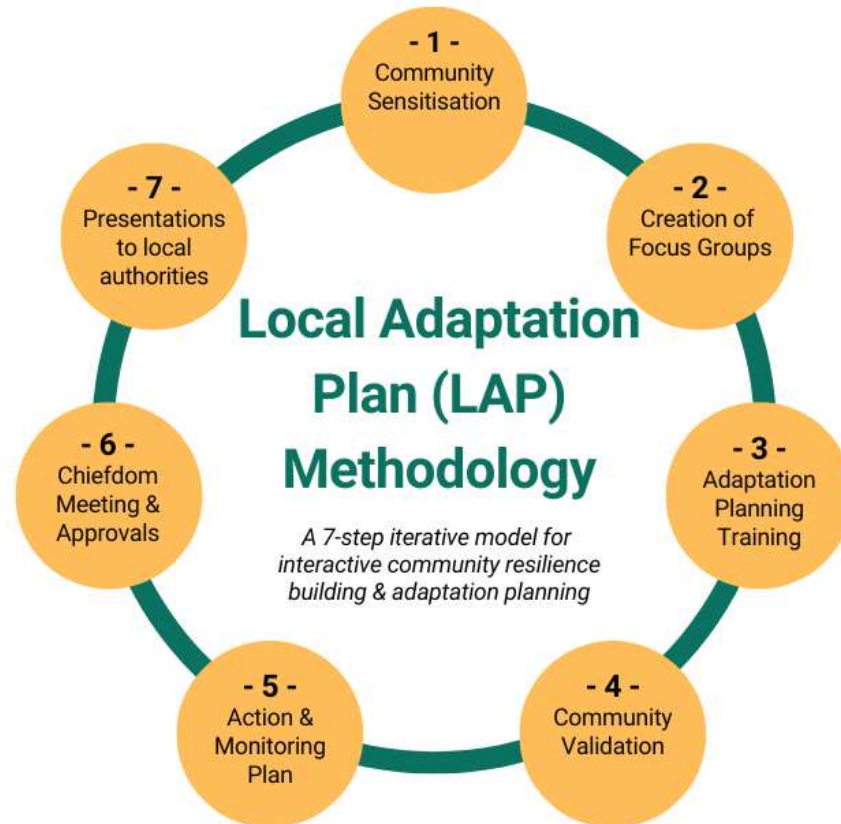 - 1 -
Community
Sensitisation
- 2 -
Creation of
Focus Groups
- 3 -
Adaptation
Planning
Training
- 4 -
Community
Validation
- 5 -
Action &
Monitoring
Plan
- 6 -
Chiefdom
Meeting &
Approvals
- 7 -
Presentations
to local
authorities
Local Adaptation
Plan (LAP)
Methodology
A 7-step iterative model for
interactive community resilience
building & adaptation planning